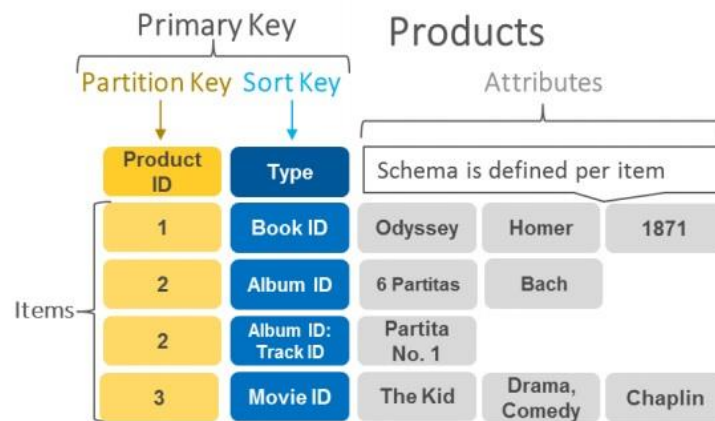 Primary Key
Products
Partition Key
Sort Key
Attributes
Product
ID
Type
Schema is defined per item
1
Book ID
Odyssey
Homer
1871
2
Album ID
6 Partitas
Bach
Items
2
Album ID:
Track ID
Partita
No. 1
3
Movie ID
The Kid
Drama,
Comedy
Chaplin